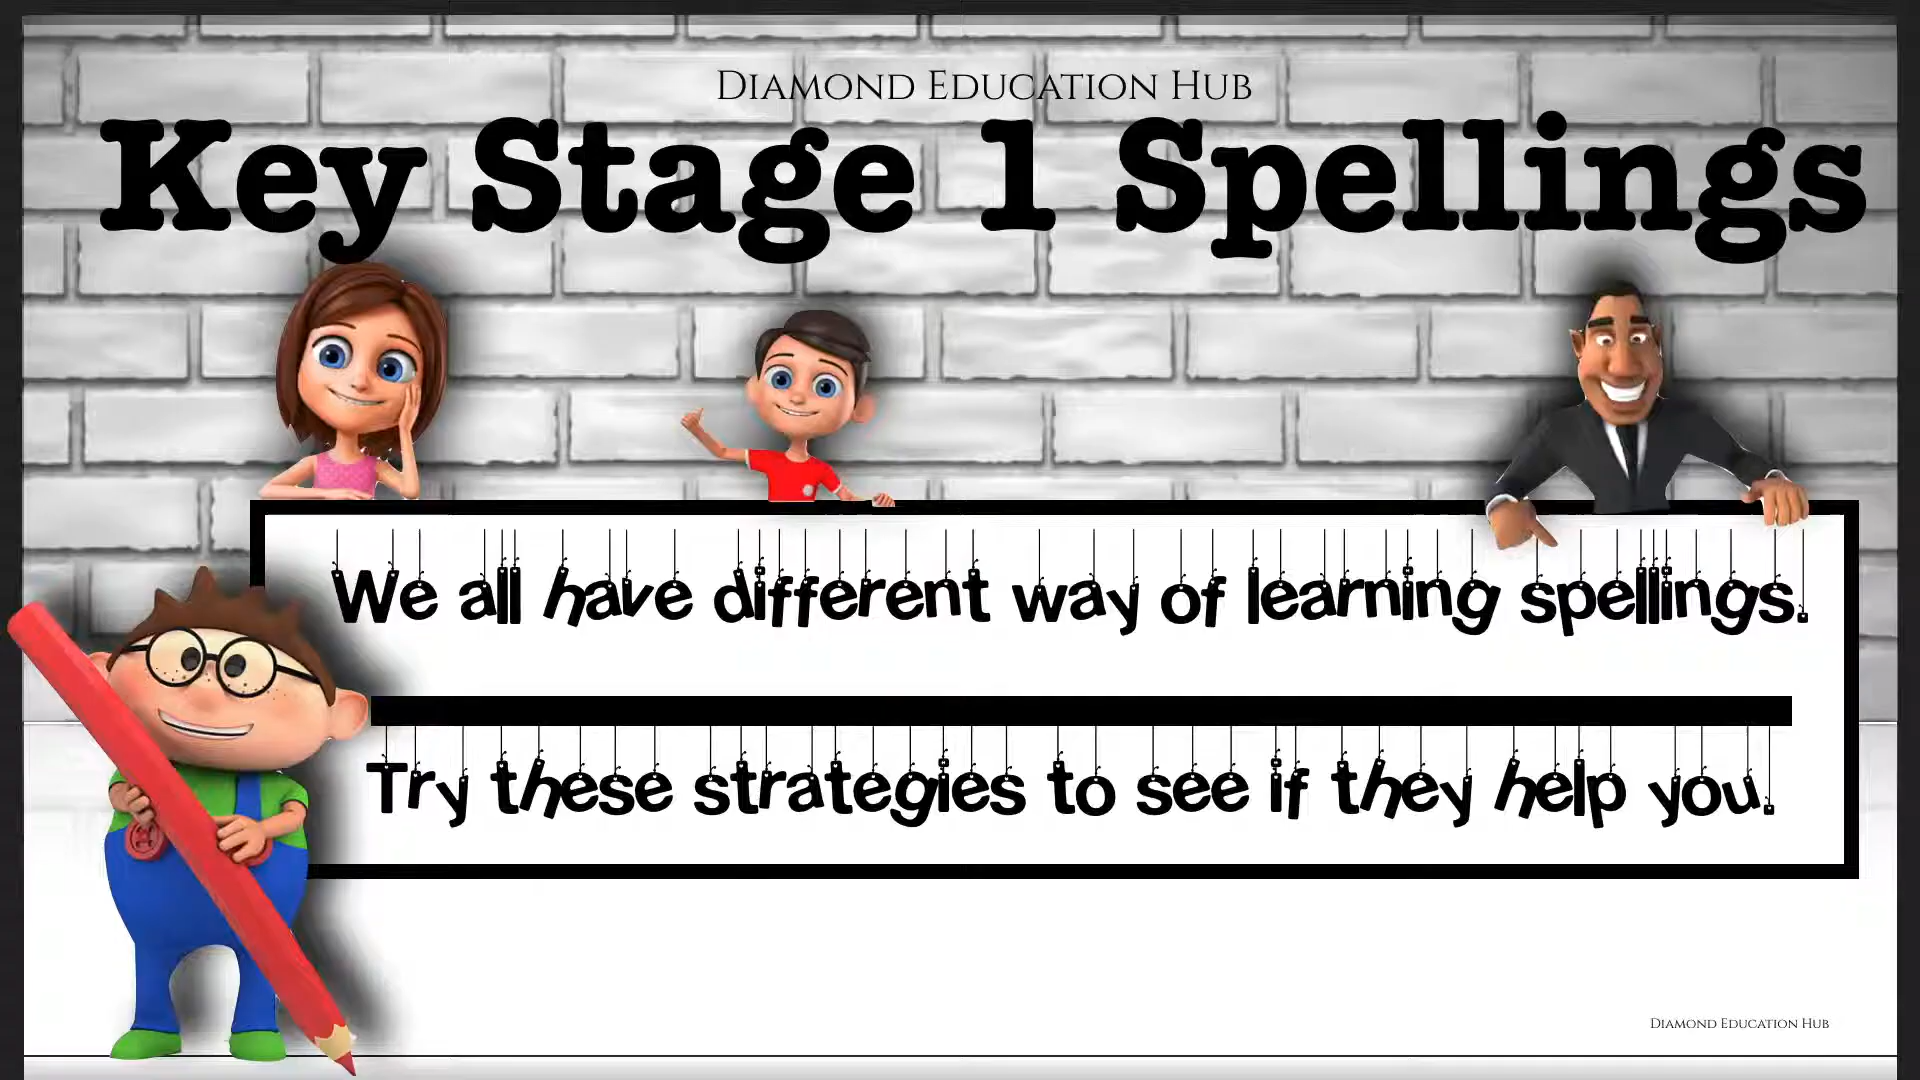 Diamond Education Hub
Key Stage 1 Spellings
We all have different way of learning spellings.
Try these strategies to see if they help you.
Diamond Education Hub